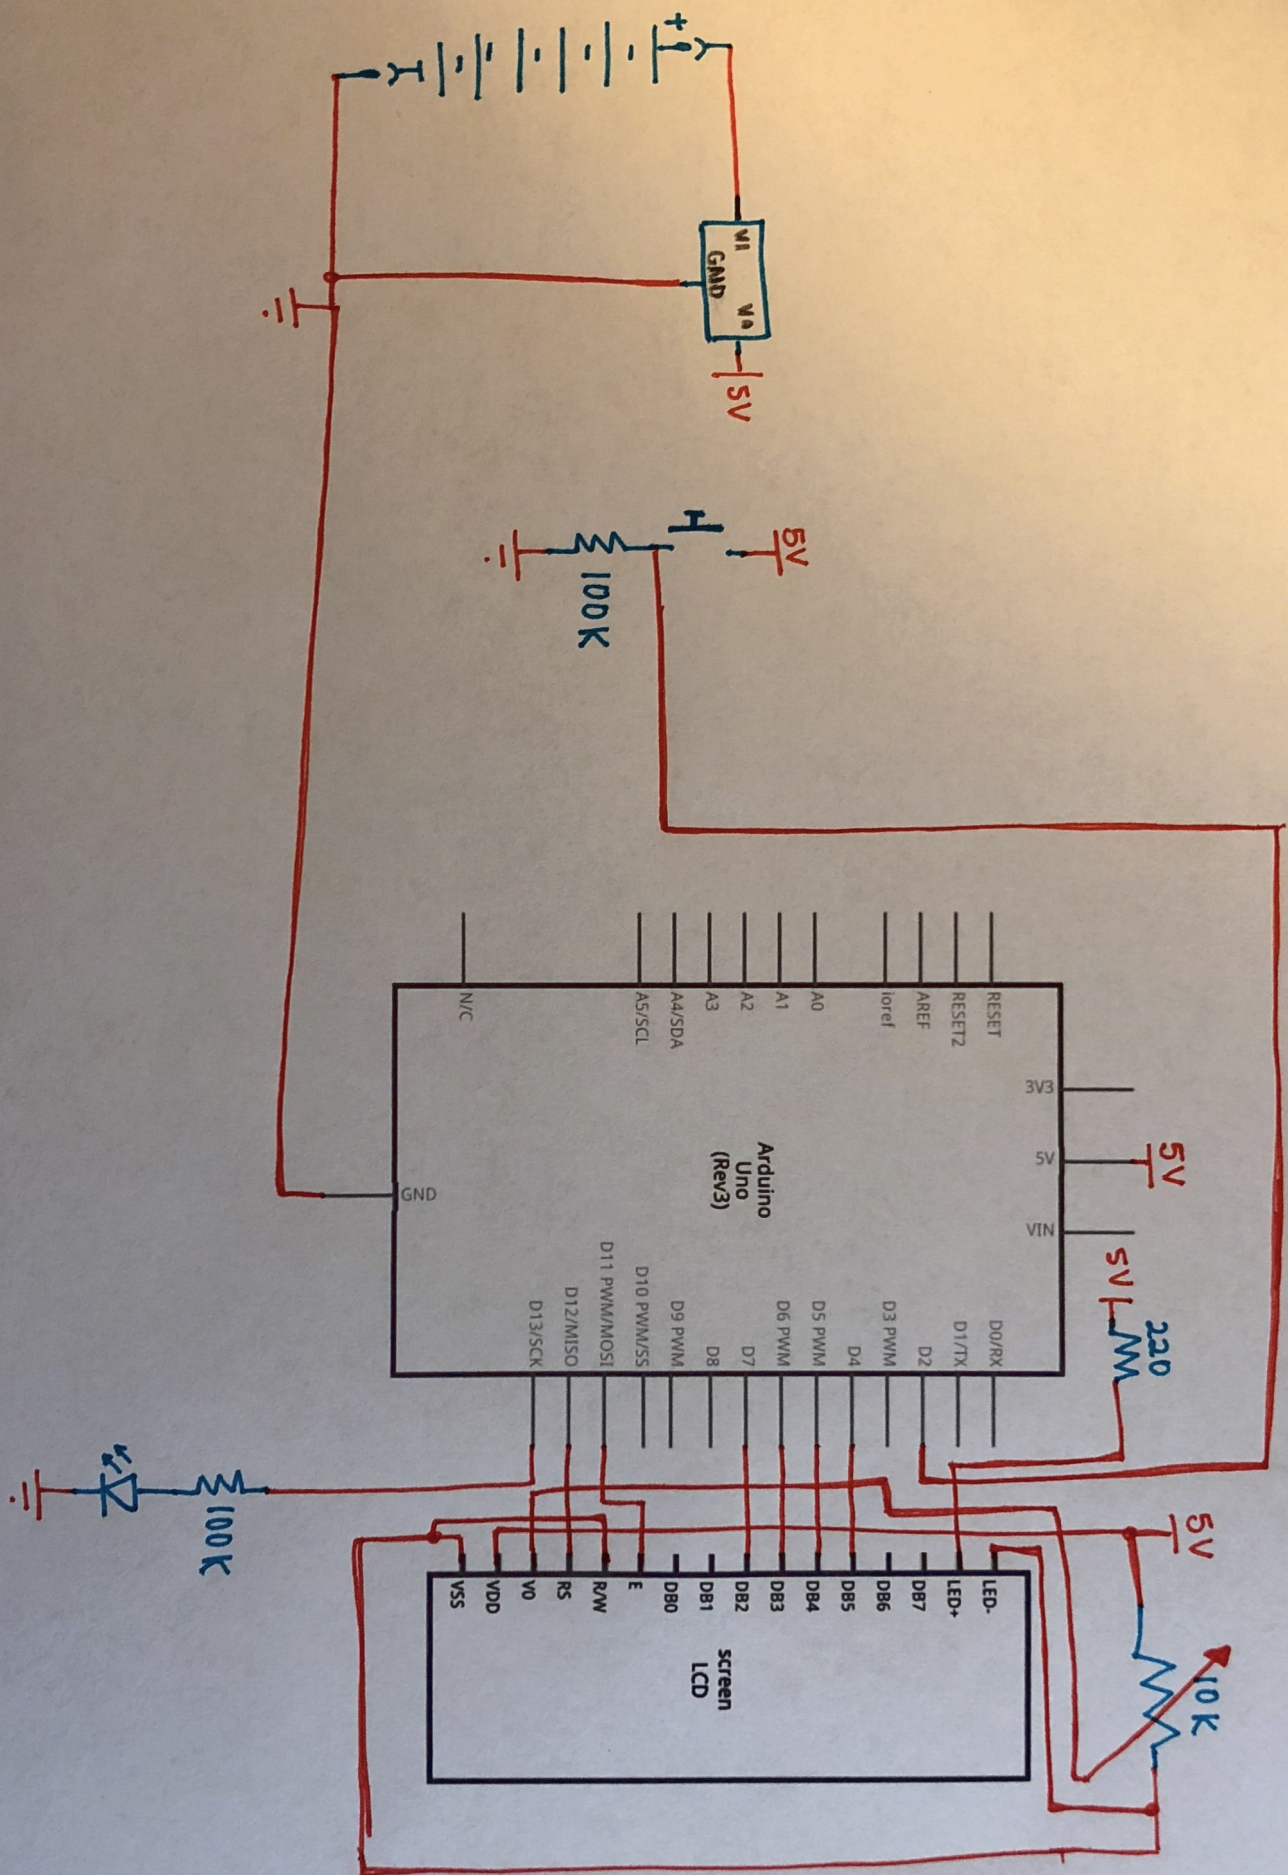 +
VI
GND
VO
5V
5V
100K
N/C
A5/SCL
A4/SDA
A3
A2
A1
A0
ioref
AREF
RESET2
RESET
3V3
5V
VIN
5V
GND
Arduino
Uno
(Rev3)
D13/SCK
D12/MISO
D11 PWM/MOSI
D10 PWM/SS
D9 PWM
D8
D7
D6 PWM
D5 PWM
D4
D3 PWM
D2
D1/TX
D0/RX
5V
220
100K
5V
10K
VSS
VDD
V0
RS
R/W
E
DB0
DB1
DB2
DB3
DB4
DB5
DB6
DB7
LED+
LED-
screen
LCD